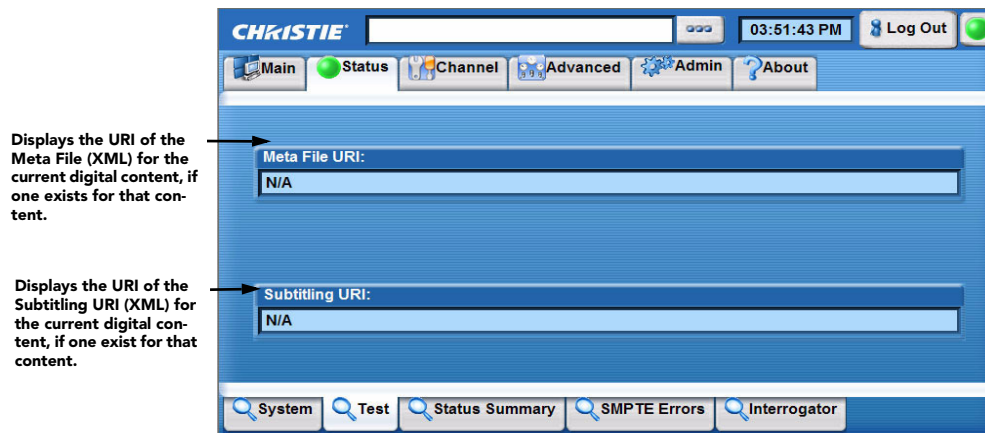 CHRISTIE
03:51:43 PM
Log Out
Main
Status
Channel
Advanced
Admin
About
Displays the URI of the
Meta File (XML) for the
current digital content, if
one exists for that con-
tent.
Meta File URI:
N/A
Displays the URI of the
Subtitling URI (XML) for
the current digital con-
tent, if one exist for that
content.
Subtitling URI:
N/A
System
Test
Status Summary
SMPTE Errors
Interrogator